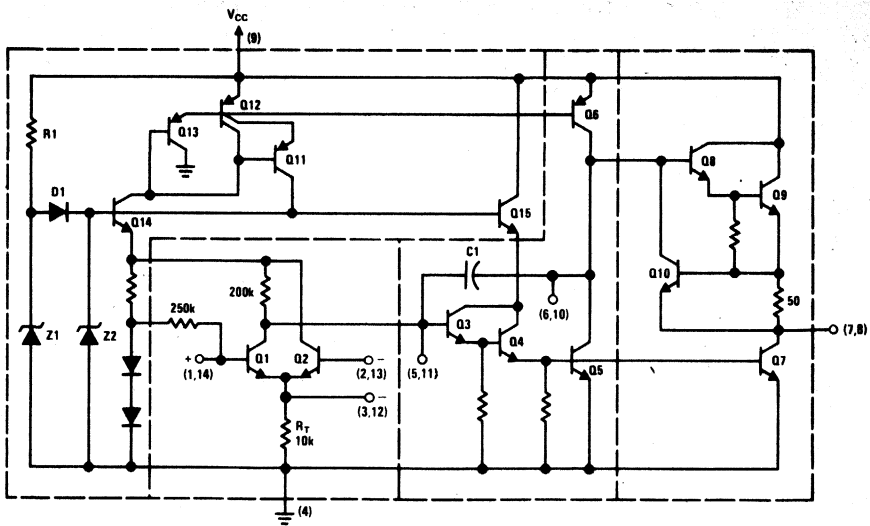 VCC
(9)
Q12
Q13
Q6
R1
Q11
Q8
D1
Q9
Q14
Q15
C1
Q10
200k
(6,10)
50
250k
(7,8)
Z1
Z2
Q3
Q4
+
(1,14)
Q1
Q2
−
(2,13)
(5,11)
Q5
Q7
−
(3,12)
RT
10k
(4)